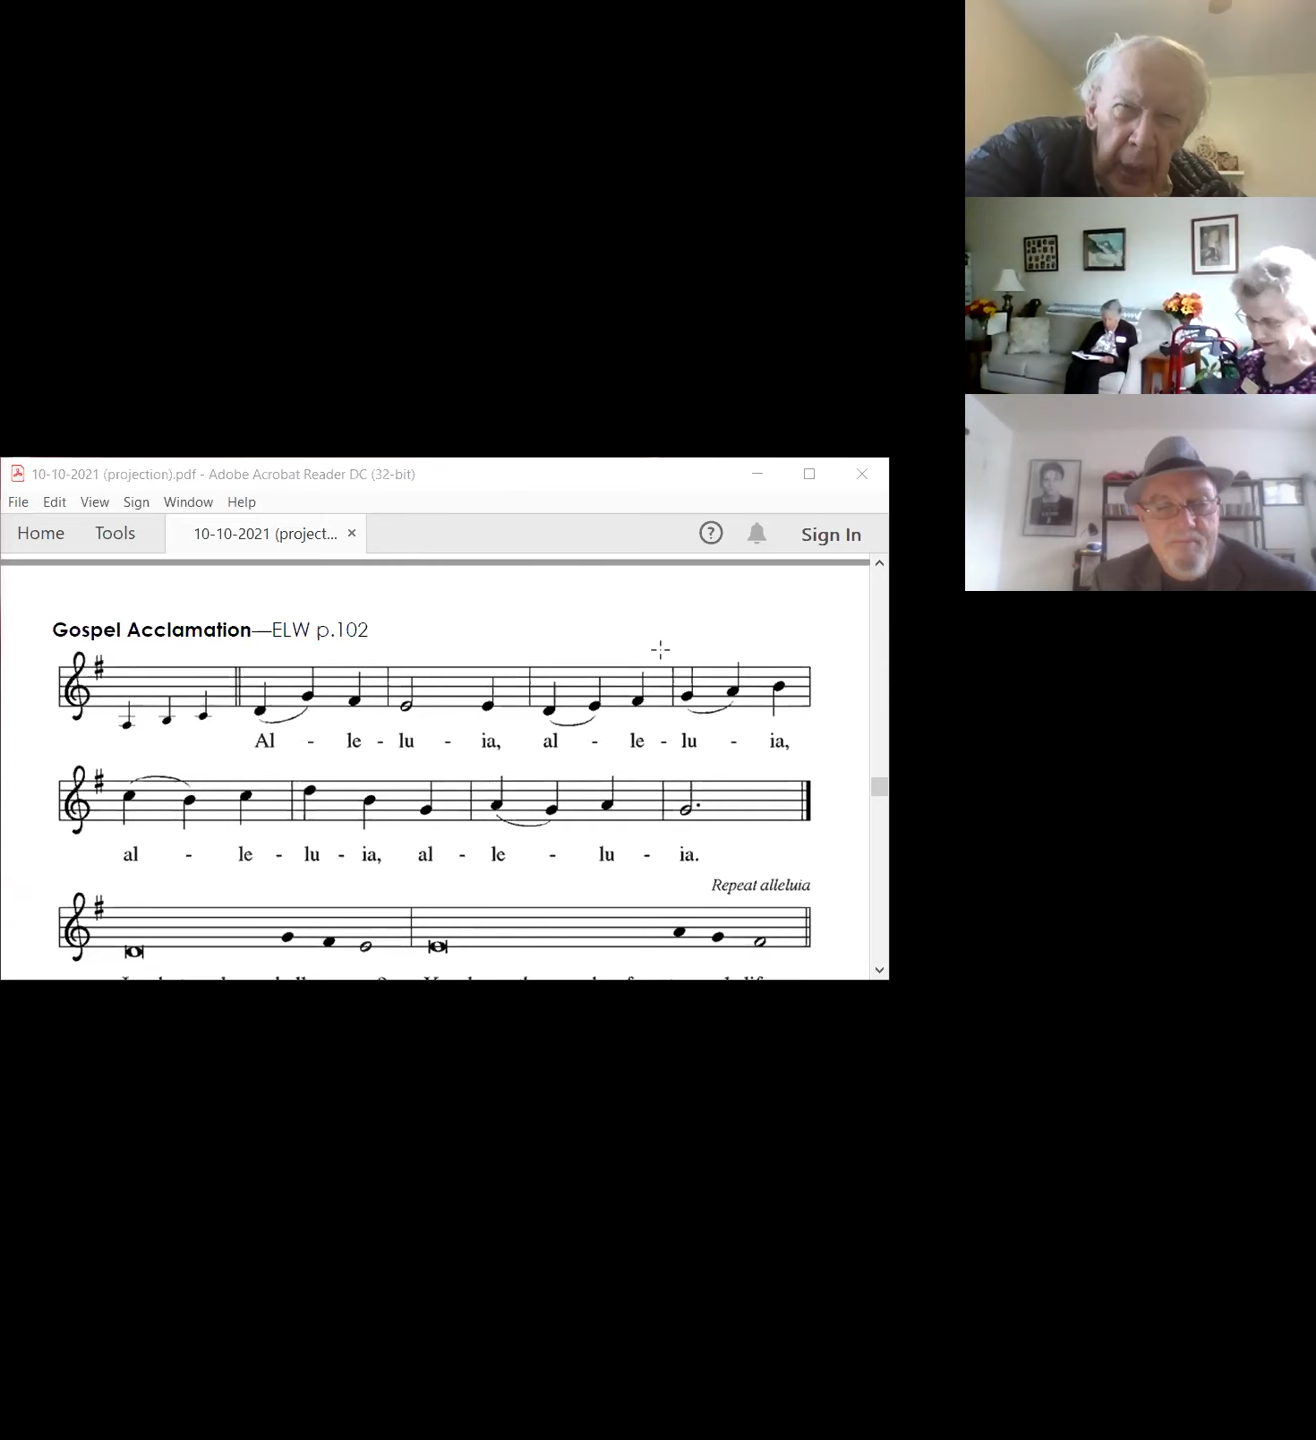 10-10-2021 (projection).pdf - Adobe Acrobat Reader DC (32-bit)
File Edit View Sign Window Help
Home Tools 10-10-2021 (project... × ? Sign In
Gospel Acclamation—ELW p.102
Al - le - lu - ia, al - le - lu - ia,
al - le - lu - ia, al - le - lu - ia.
Repeat alleluia